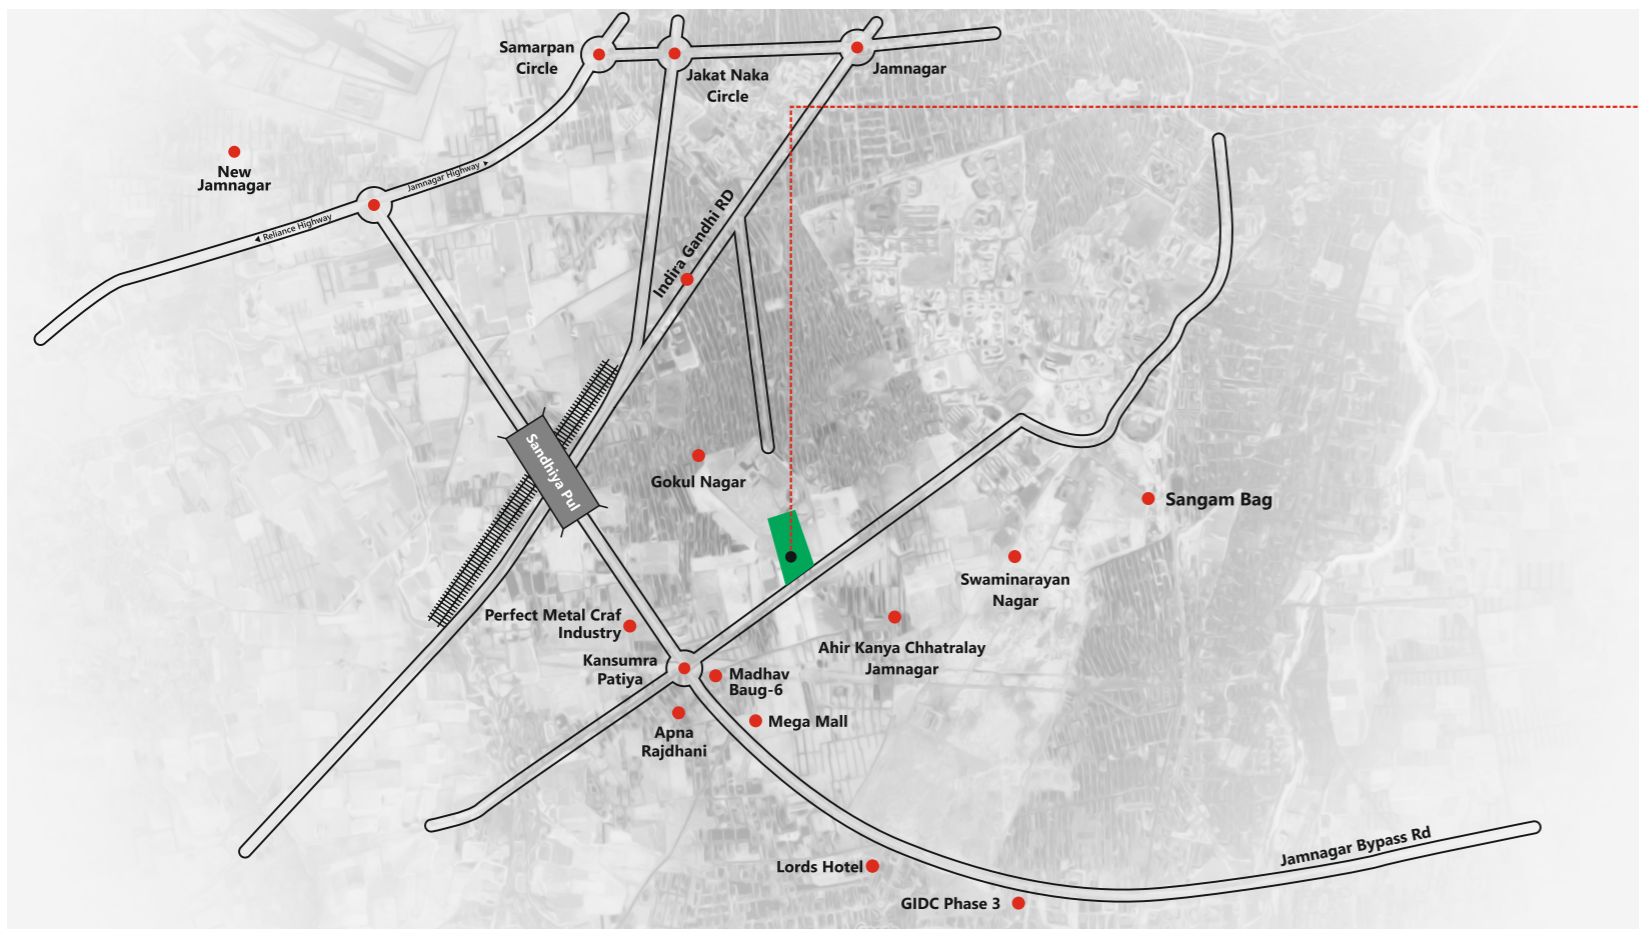 Samarpan
Circle
Jakat Naka
Circle
Jamnagar
New
Jamnagar
Jamnagar Highway
Reliance Highway
Indira Gandhi RD
Sandhiya Pul
Gokul Nagar
Sangam Bag
Swaminarayan
Nagar
Perfect Metal Craf
Industry
Ahir Kanya Chhatralay
Jamnagar
Kansumra
Patiya
Madhav
Baug-6
Apna
Rajdhani
Mega Mall
Jamnagar Bypass Rd
Lords Hotel
GIDC Phase 3